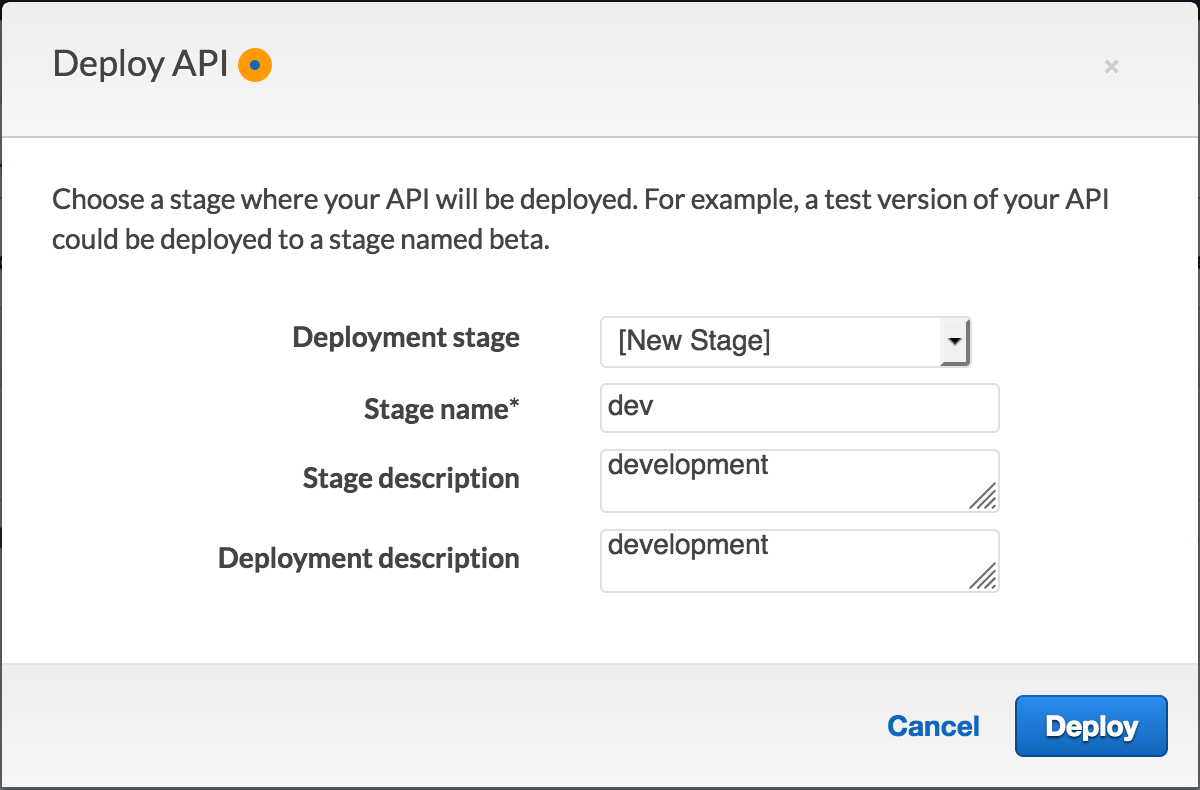 Deploy API
×
Choose a stage where your API will be deployed. For example, a test version of your API
could be deployed to a stage named beta.
Deployment stage [New Stage]
Stage name* dev
Stage description development
Deployment description development
Cancel Deploy